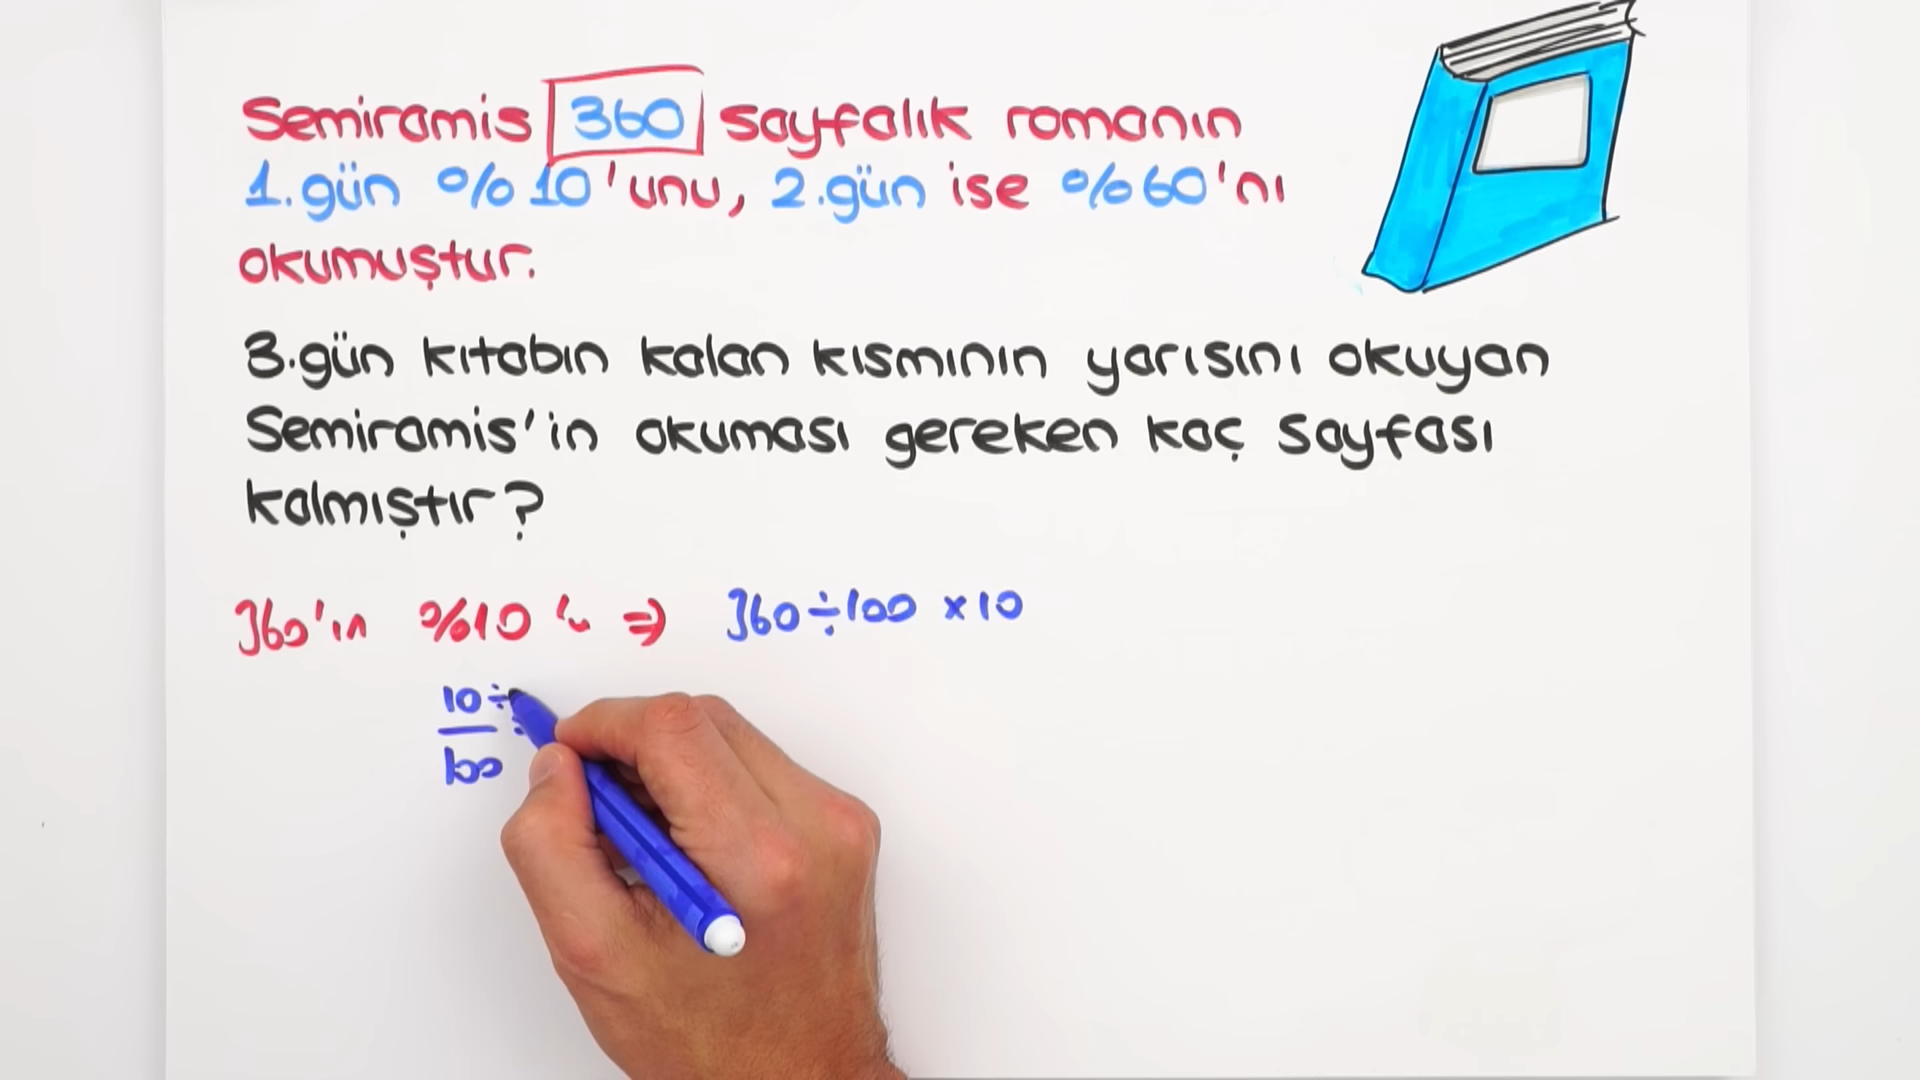 Semiramis 360 sayfalık romanın
1.gün %10'unu, 2.gün ise %60'nı
okumuştur.
3.gün kitabın kalan kısmının yarısını okuyan
Semiramis'in okuması gereken kaç sayfası
kalmıştır?
360'ın %10'u ⇒ 360÷100 x10
10÷
100